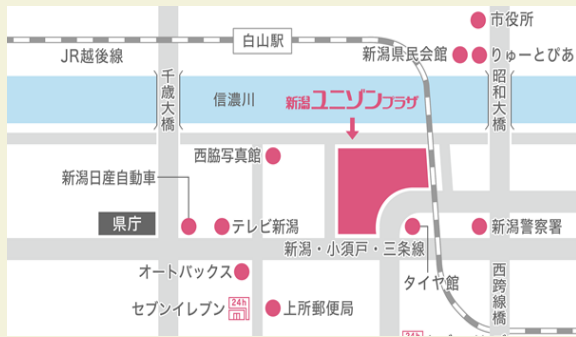 市役所
白山駅
JR越後線
新潟県民会館
りゅーとぴあ
千歳大橋
信濃川
新潟ユニゾンプラザ
昭和大橋
西脇写真館
新潟日産自動車
県庁
テレビ新潟
新潟警察署
新潟・小須戸・三条線
オートバックス
タイヤ館
西跨線橋
セブンイレブン
24h
上所郵便局
24h